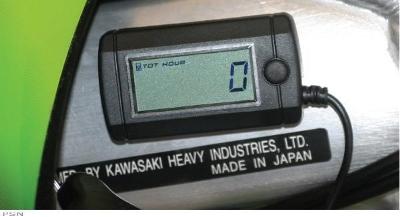 TOT HOUR
0
BY KAWASAKI HEAVY INDUSTRIES, LTD.
MADE IN JAPAN
PSN